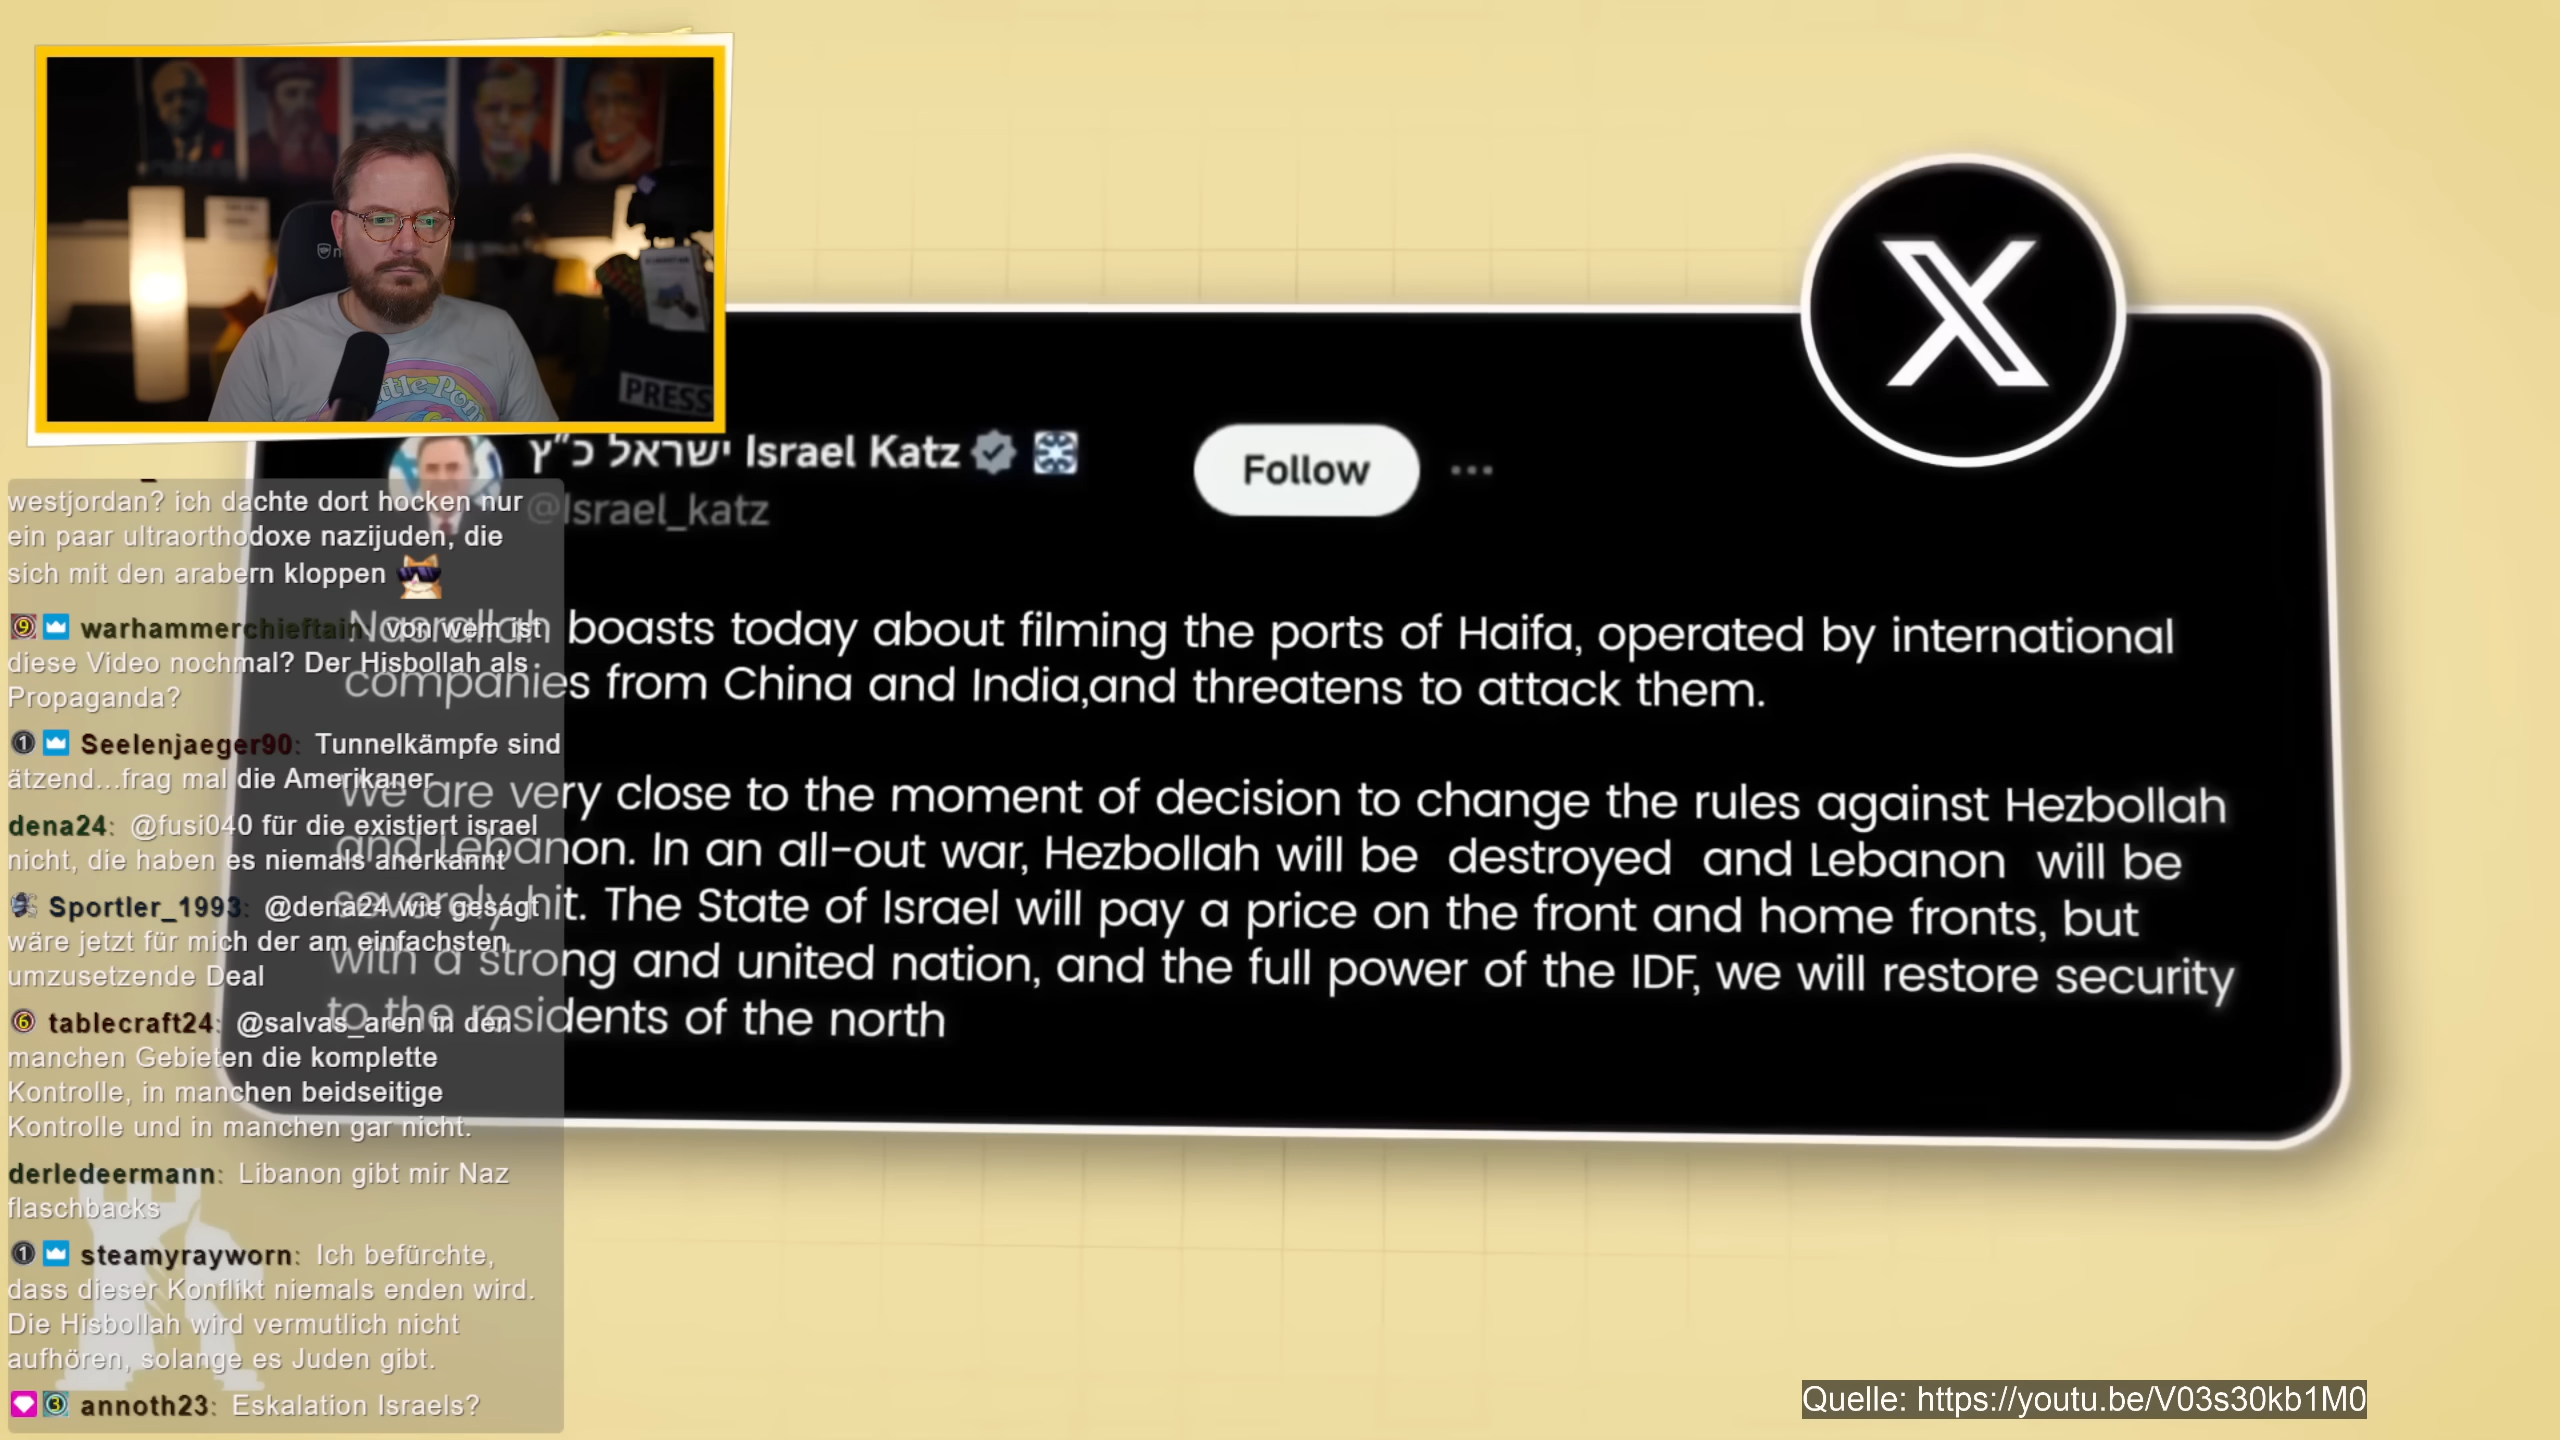 PRESS
ישראל כ״ץ Israel Katz
@Israel_katz
Follow
Nasrallah boasts today about filming the ports of Haifa, operated by international
companies from China and India,and threatens to attack them.
We are very close to the moment of decision to change the rules against Hezbollah
and Lebanon. In an all-out war, Hezbollah will be destroyed and Lebanon will be
severely hit. The State of Israel will pay a price on the front and home fronts, but
with a strong and united nation, and the full power of the IDF, we will restore security
to the residents of the north
westjordan? ich dachte dort hocken nur
ein paar ultraorthodoxe nazijuden, die
sich mit den arabern kloppen
warhammerchieftain: von wem ist
diese Video nochmal? Der Hisbollah als
Propaganda?
Seelenjaeger90: Tunnelkämpfe sind
ätzend...frag mal die Amerikaner
dena24: @fusi040 für die existiert israel
nicht, die haben es niemals anerkannt
Sportler_1993: @dena24 wie gesagt
wäre jetzt für mich der am einfachsten
umzusetzende Deal
tablecraft24: @salvas_aren in den
manchen Gebieten die komplette
Kontrolle, in manchen beidseitige
Kontrolle und in manchen gar nicht.
derledeermann: Libanon gibt mir Naz
flaschbacks
steamyrayworn: Ich befürchte,
dass dieser Konflikt niemals enden wird.
Die Hisbollah wird vermutlich nicht
aufhören, solange es Juden gibt.
annoth23: Eskalation Israels?
Quelle: https://youtu.be/V03s30kb1M0